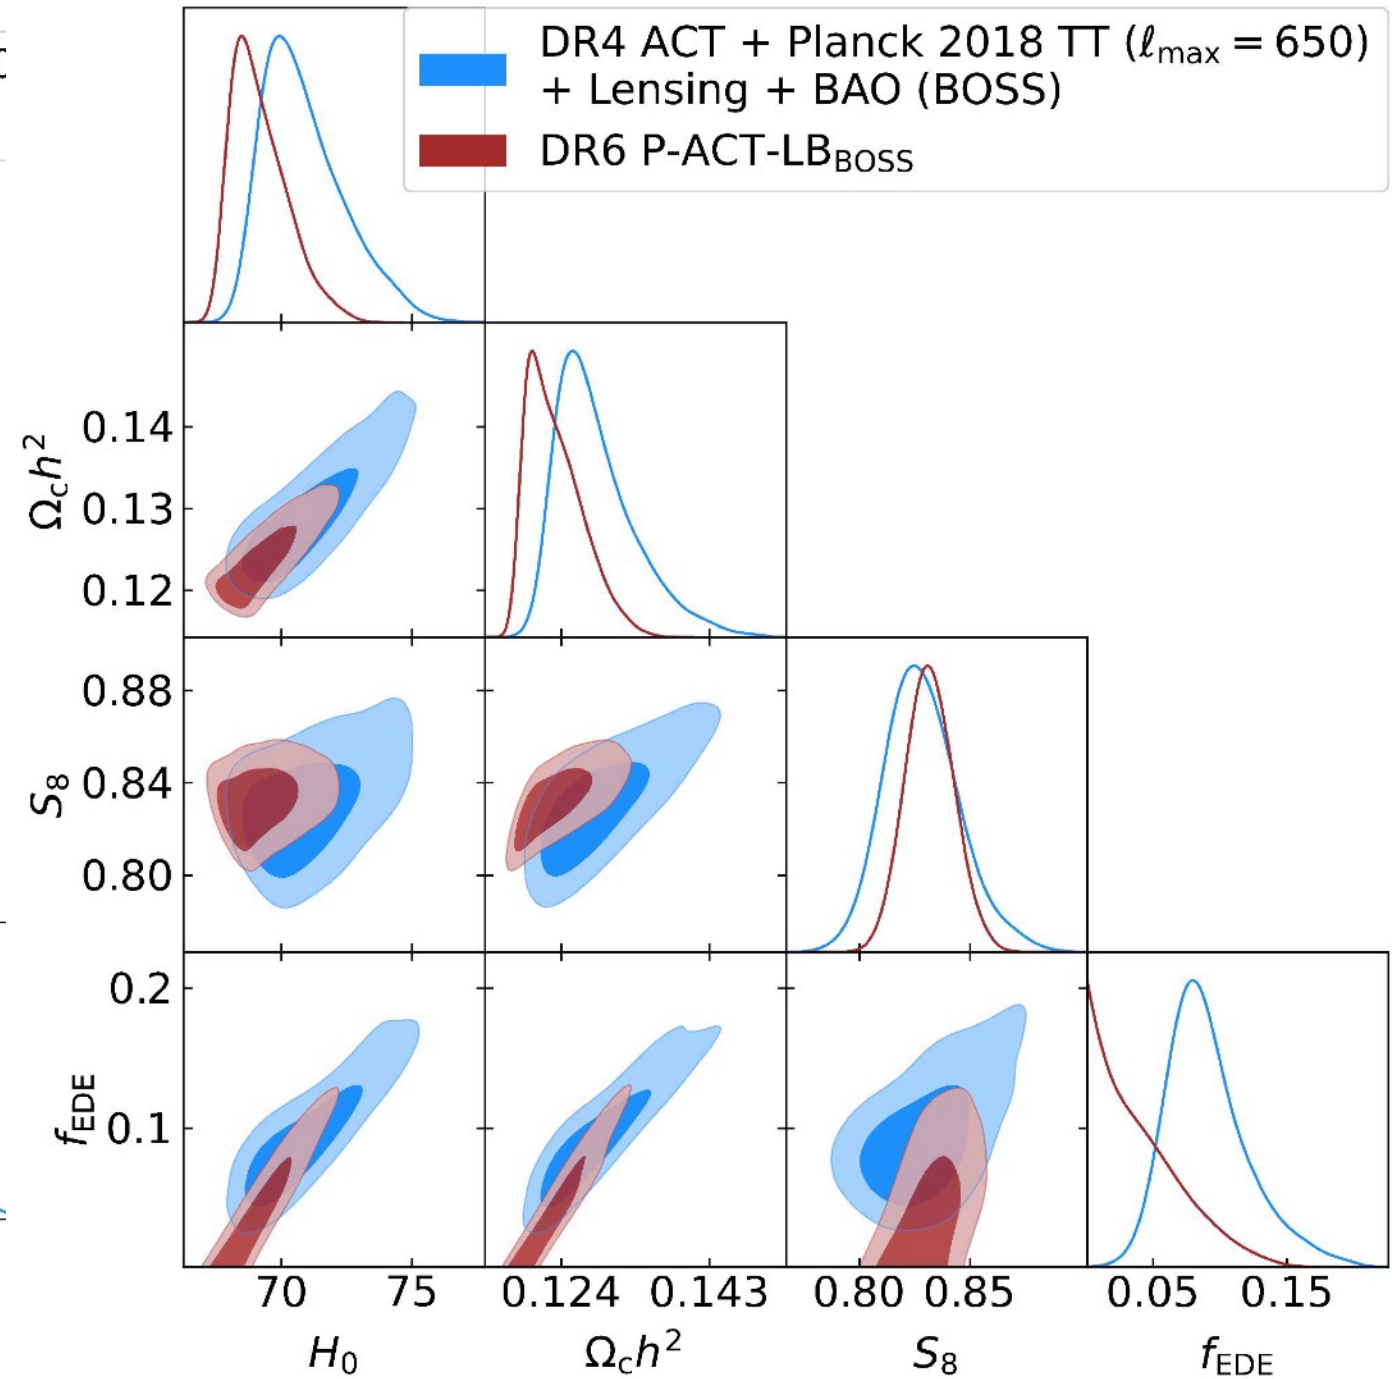 DR4 ACT + Planck 2018 TT (ℓmax = 650)
+ Lensing + BAO (BOSS)
DR6 P-ACT-LBBOSS
Ωch²
0.14
0.13
0.12
S8
0.88
0.84
0.80
fEDE
0.2
0.1
70 75 0.124 0.143 0.80 0.85 0.05 0.15
H0 Ωch² S8 fEDE